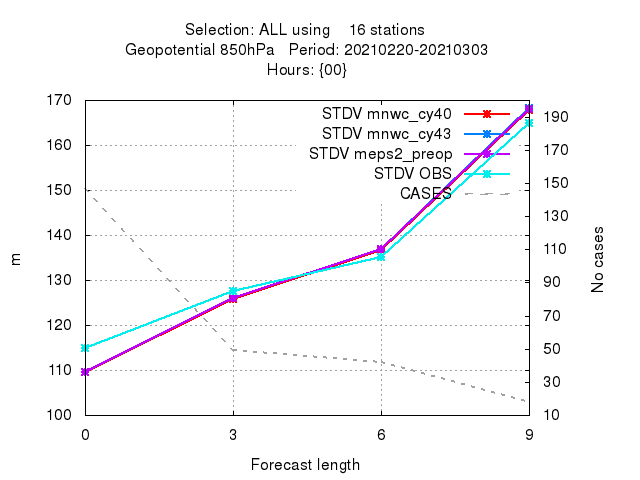 Selection: ALL using    16 stations
Geopotential 850hPa   Period: 20210220-20210303
Hours: {00}
170
160
150
140
130
120
110
100
m
STDV mnwc_cy40
STDV mnwc_cy43
STDV meps2_preop
STDV OBS
CASES
190
170
150
130
110
90
70
50
30
10
No cases
0
3
6
9
Forecast length